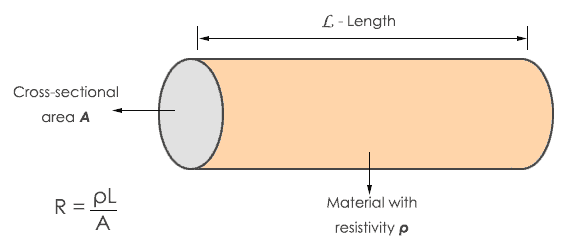 ℒ - Length
Cross-sectional
area A
R = ρL/A
Material with
resistivity ρ